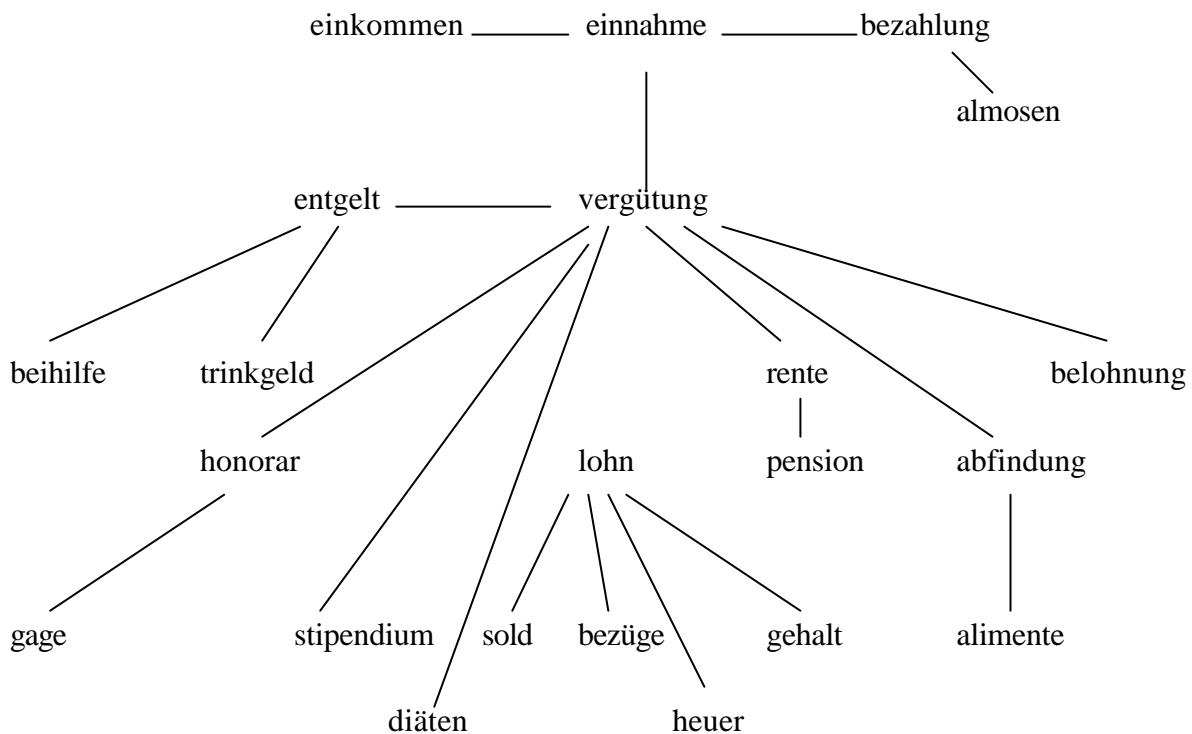 einkommen einnahme bezahlung
almosen
entgelt vergütung
beihilfe trinkgeld rente belohnung
honorar lohn pension abfindung
gage stipendium sold bezüge gehalt alimente
diäten heuer